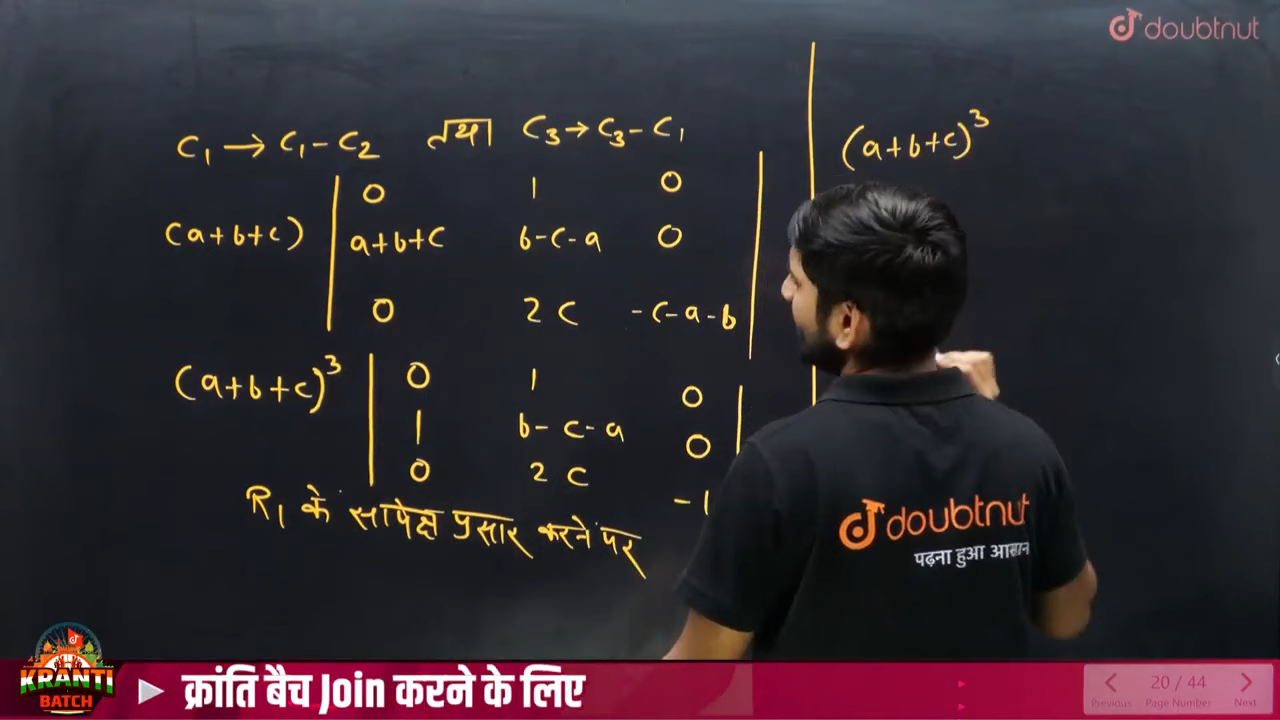 doubtnut
C₁ → C₁ - C₂ तथा C₃ → C₃ - C₁
0 1 0
(a+b+c) a+b+c b-c-a 0
0 2c -c-a-b
(a+b+c)³ 0 1 0
1 b-c-a 0
0 2c -1
R₁ के सापेक्ष प्रसार करने पर
(a+b+c)³
doubtnut
पढ़ना हुआ आसान
KRANTI
BATCH
क्रांति बैच Join करने के लिए
20 / 44
Previous Page Number Next